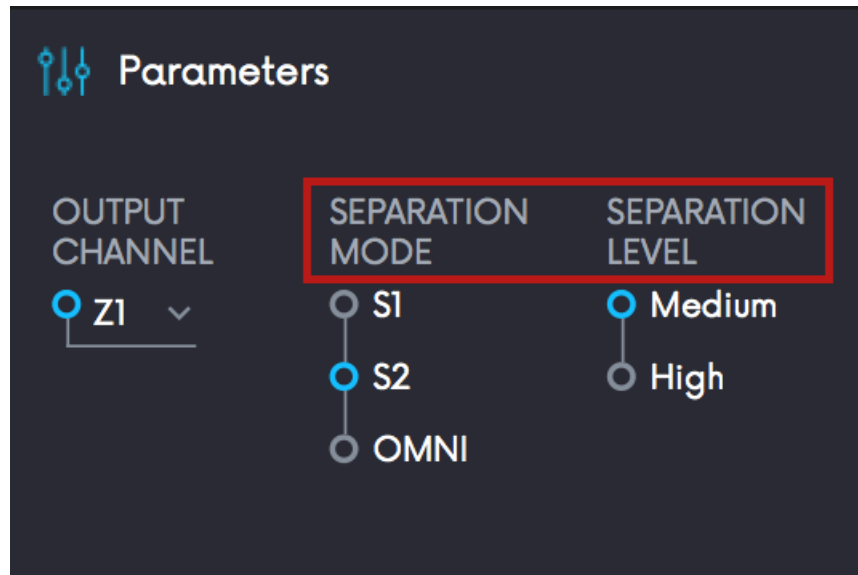 Parameters
OUTPUT
CHANNEL
Z1
SEPARATION
MODE
S1
S2
OMNI
SEPARATION
LEVEL
Medium
High